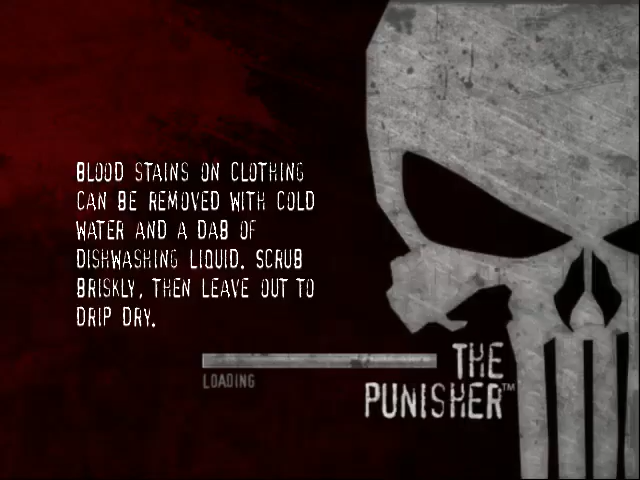 BLOOD STAINS ON CLOTHING
CAN BE REMOVED WITH COLD
WATER AND A DAB OF
DISHWASHING LIQUID. SCRUB
BRISKLY, THEN LEAVE OUT TO
DRIP DRY.
LOADING
THE
PUNISHER™